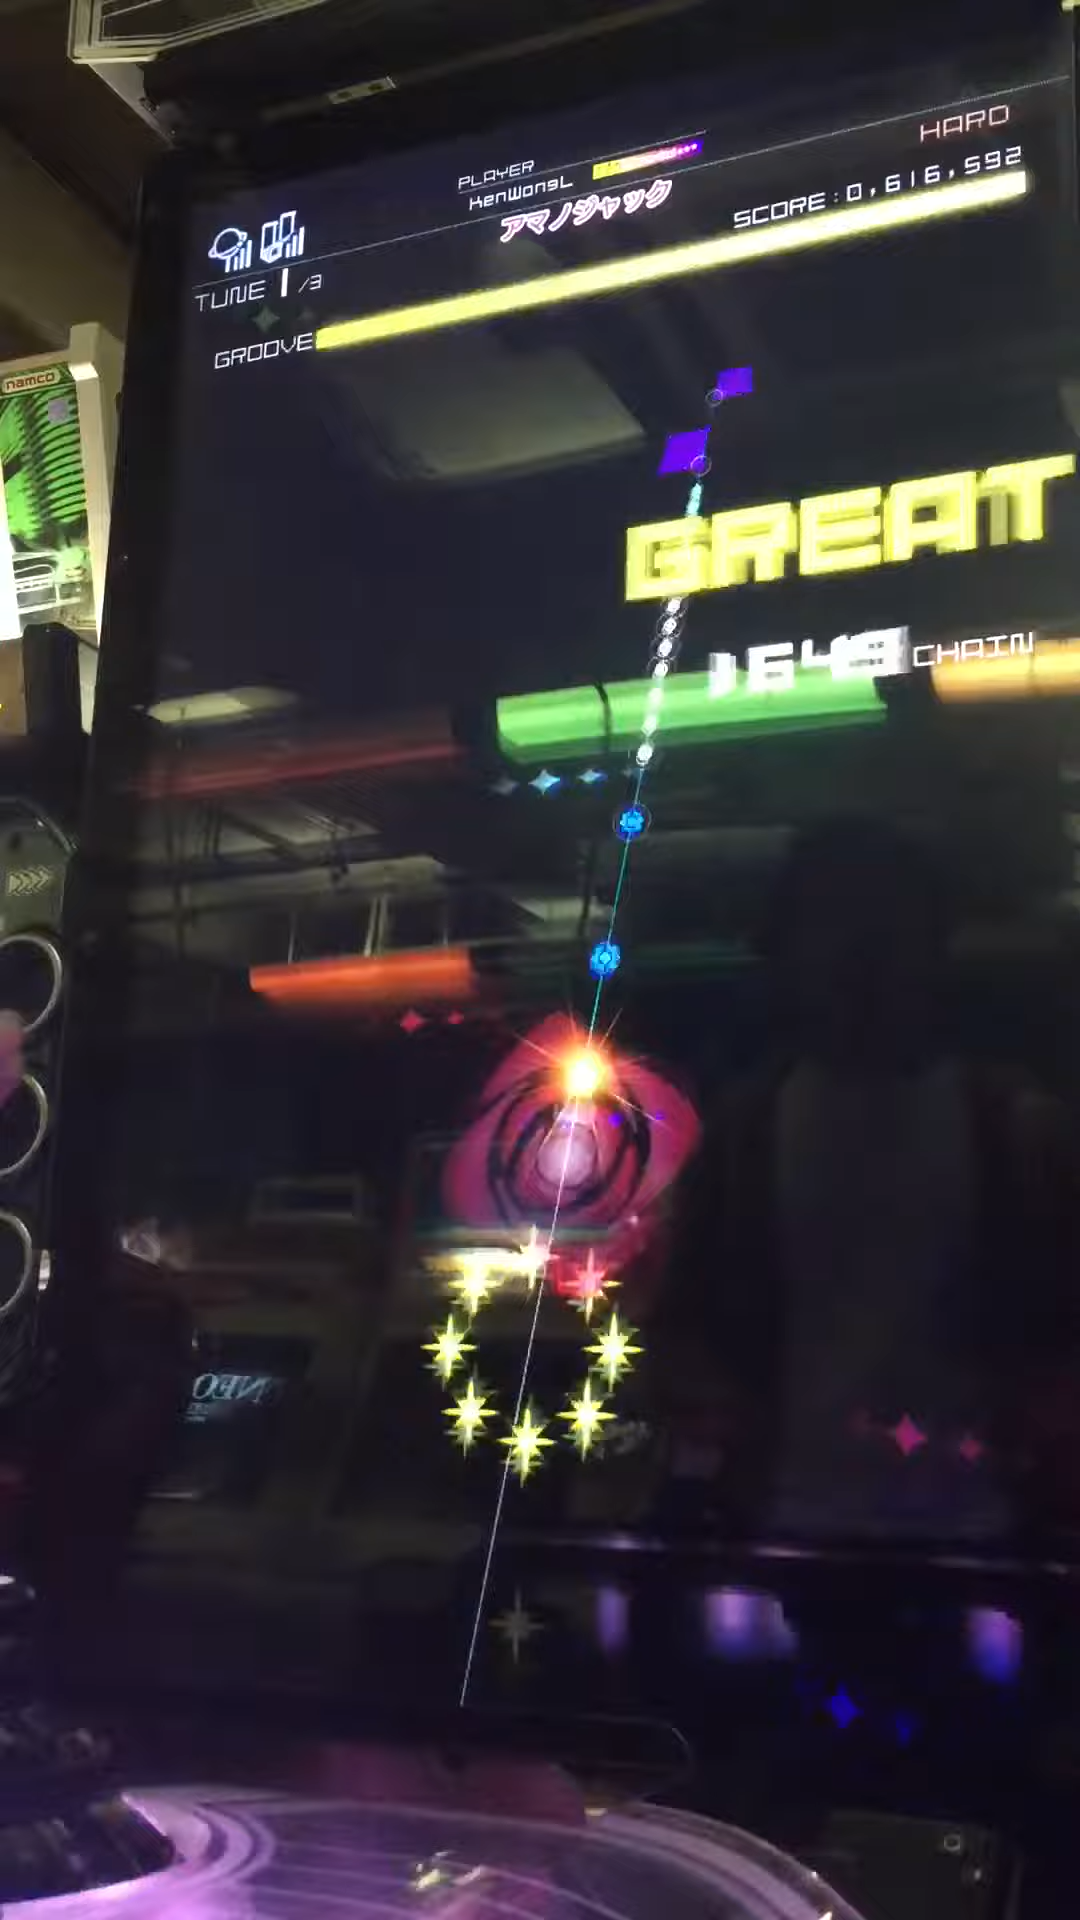 HARD
PLAYER
KenWongL
アマノジャック
SCORE:0,616,592
TUNE 1/3
GROOVE
namco
GREAT
CHAIN